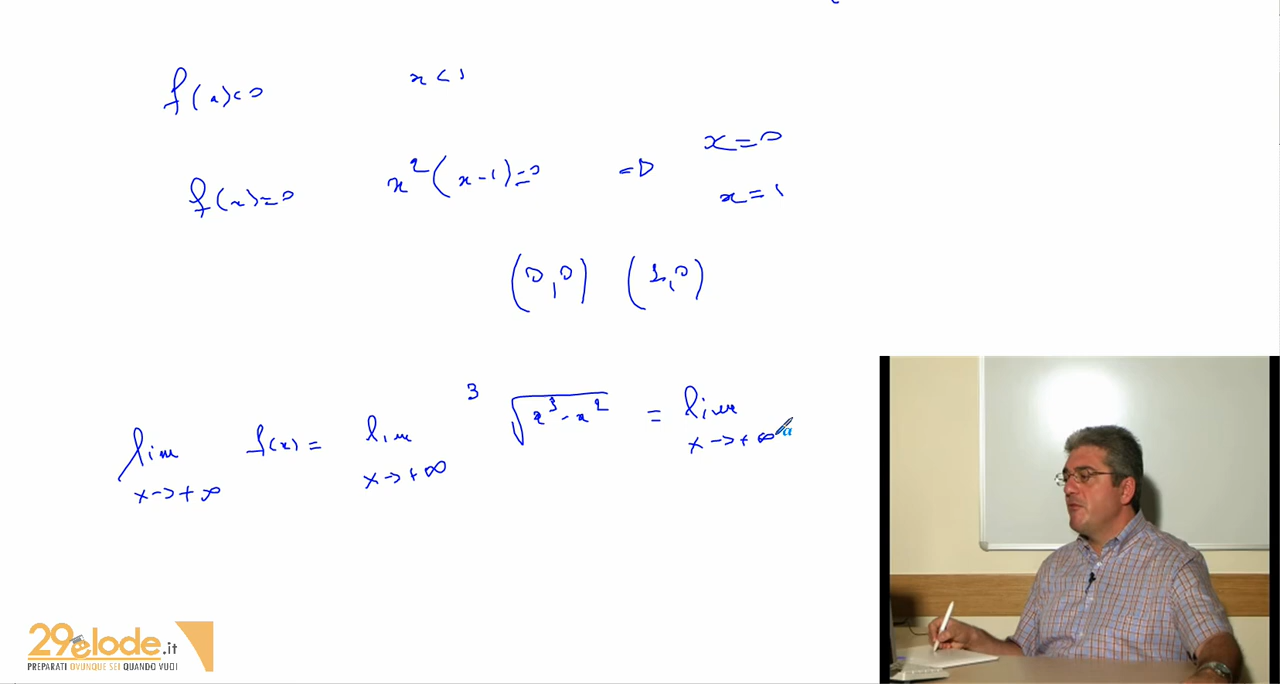 f(x)<0 x<1
f(x)=0 x²(x-1)=0 => x=0
x=1
(0,0) (1,0)
lim f(x) = lim ³√x³-x² = lim
x->+∞ x->+∞ x->+∞
29elode.it
PREPARATI OVUNQUE SEI QUANDO VUOI